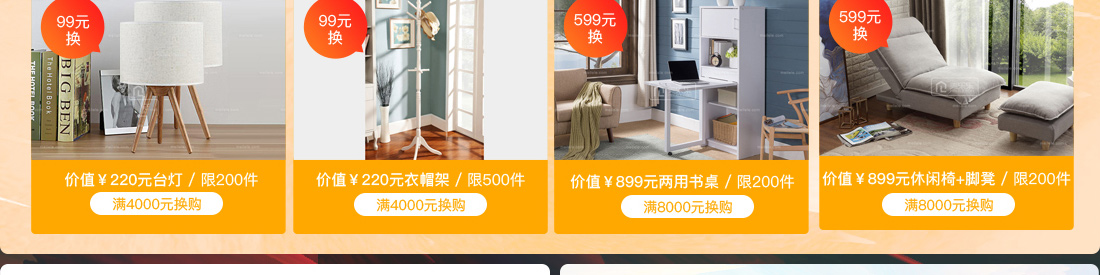 99元
换
99元
换
599元
换
599元
换
BIG BEN
The Hotel Book
价值￥220元台灯 / 限200件
满4000元换购
价值￥220元衣帽架 / 限500件
满4000元换购
价值￥899元两用书桌 / 限200件
满8000元换购
价值￥899元休闲椅+脚凳 / 限200件
满8000元换购